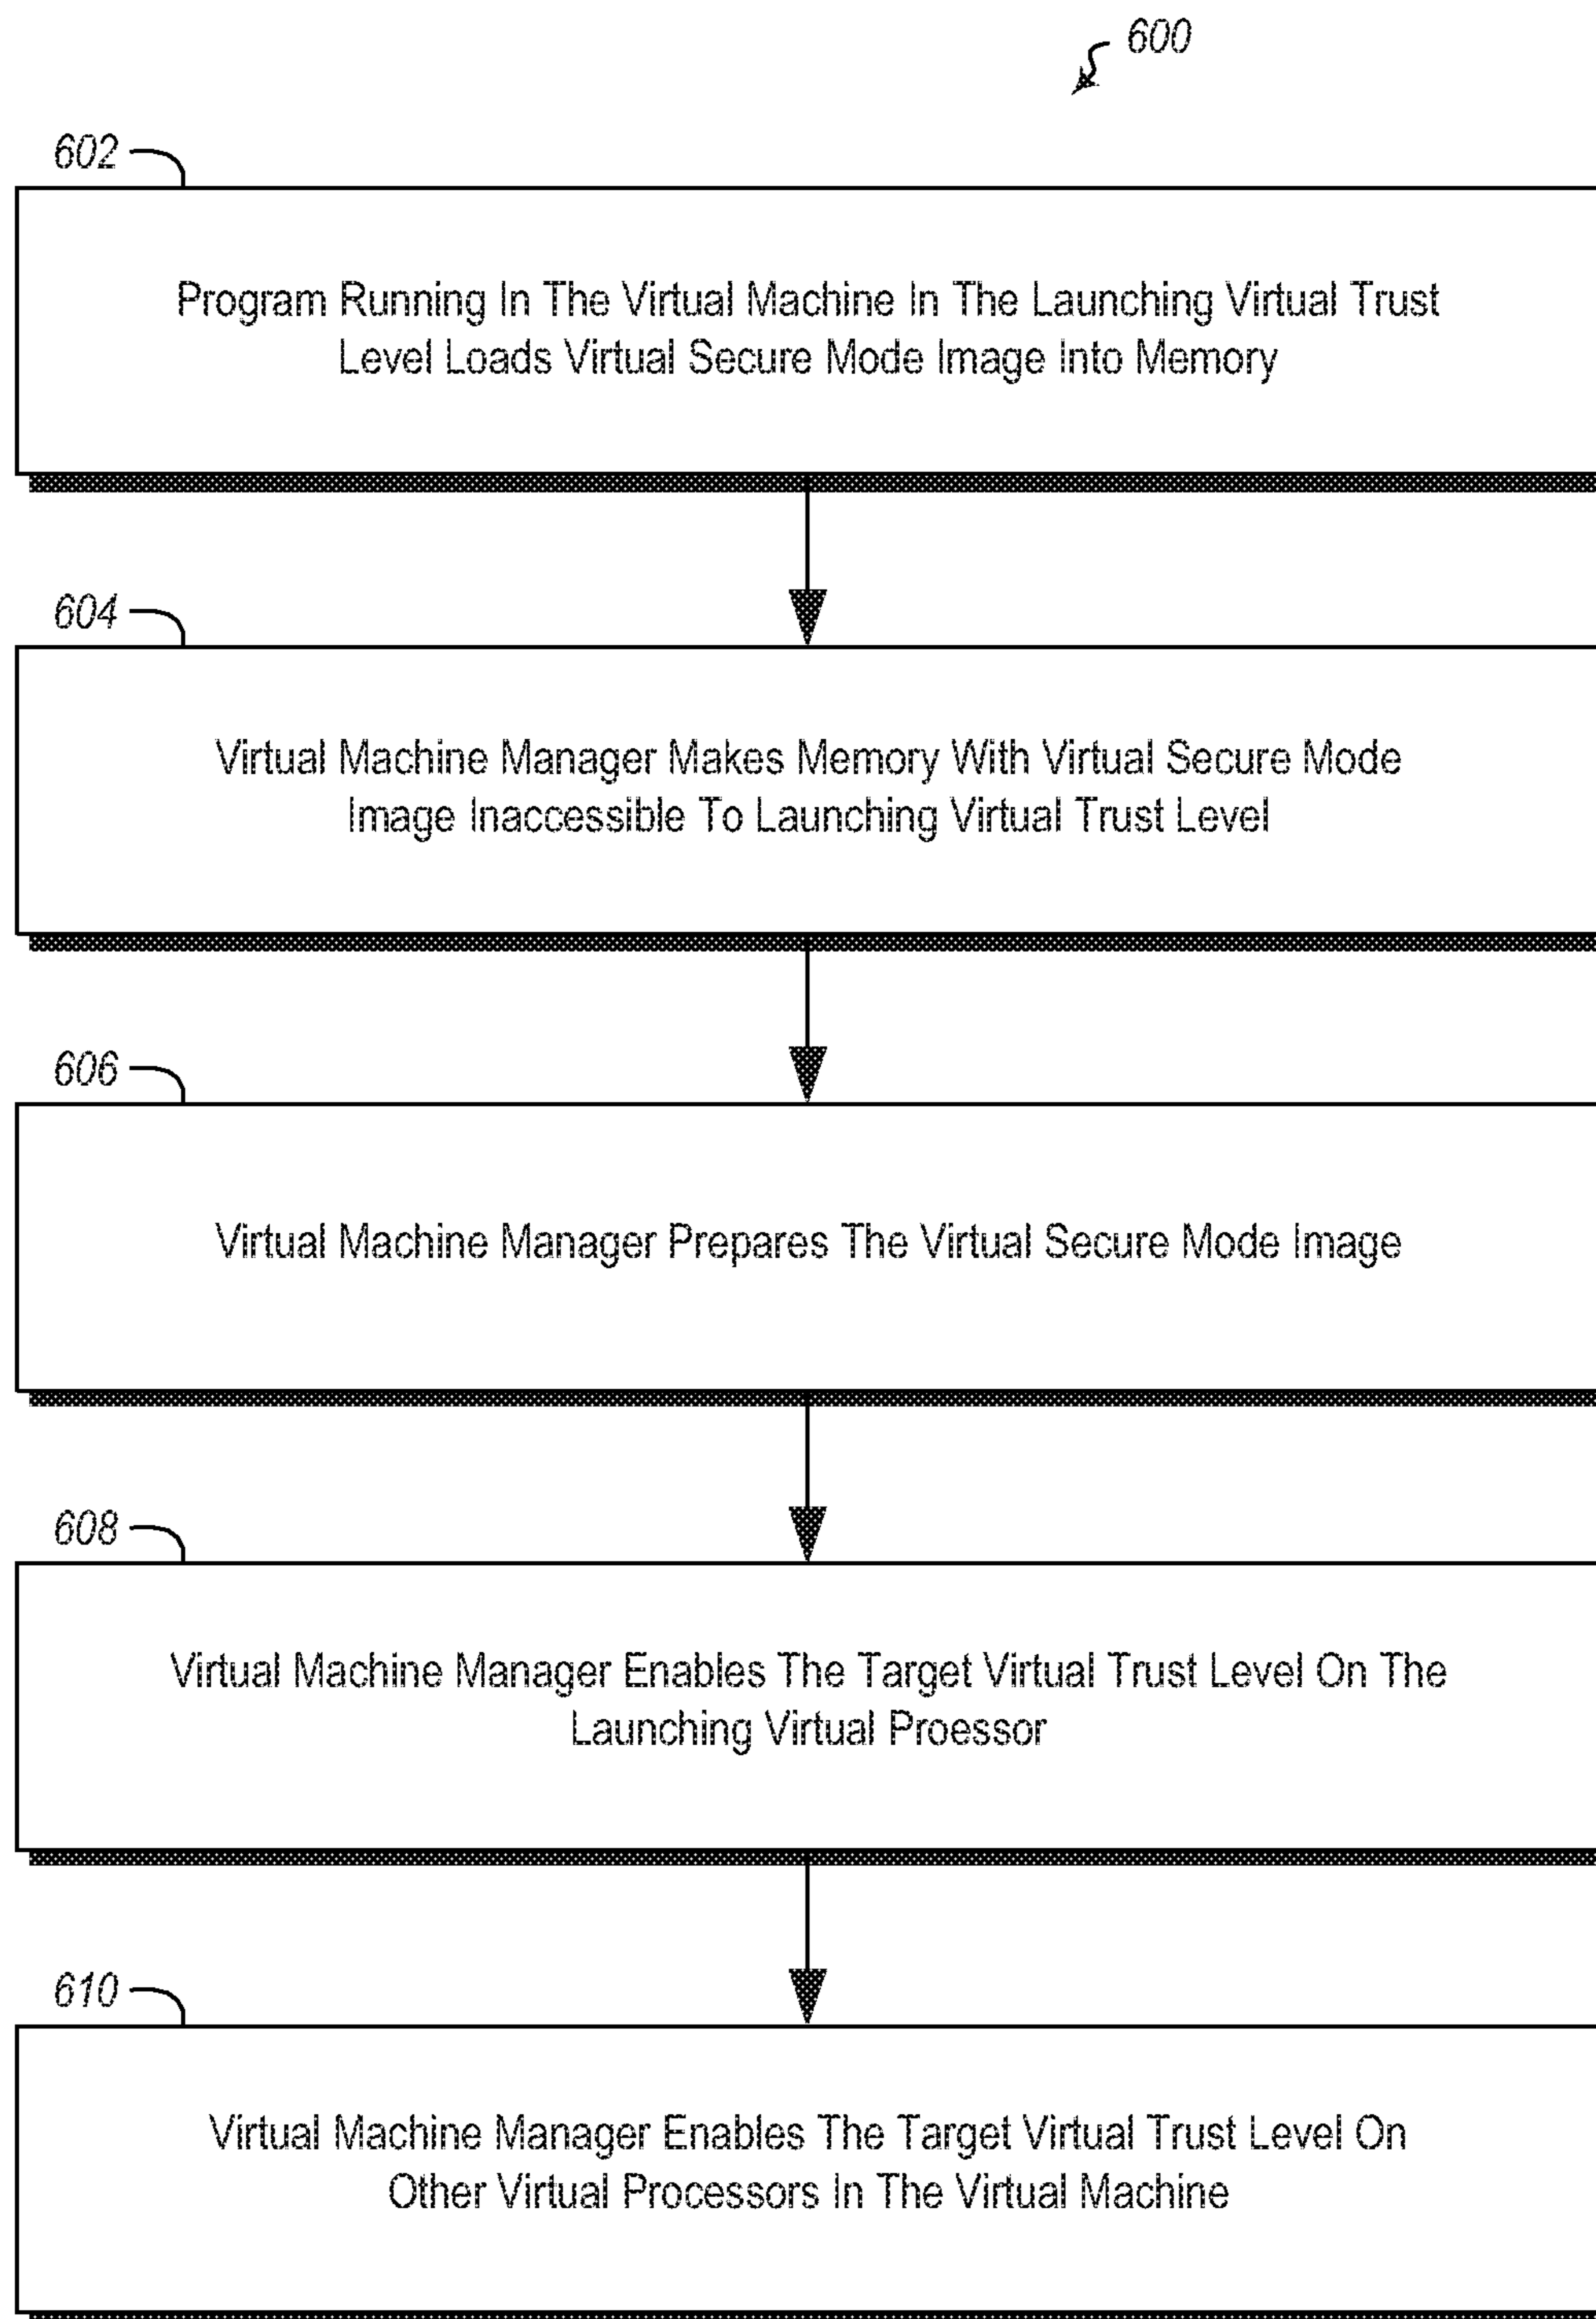 600
602
Program Running In The Virtual Machine In The Launching Virtual Trust
Level Loads Virtual Secure Mode Image Into Memory
604
Virtual Machine Manager Makes Memory With Virtual Secure Mode
Image Inaccessible To Launching Virtual Trust Level
606
Virtual Machine Manager Prepares The Virtual Secure Mode Image
608
Virtual Machine Manager Enables The Target Virtual Trust Level On The
Launching Virtual Proessor
610
Virtual Machine Manager Enables The Target Virtual Trust Level On
Other Virtual Processors In The Virtual Machine